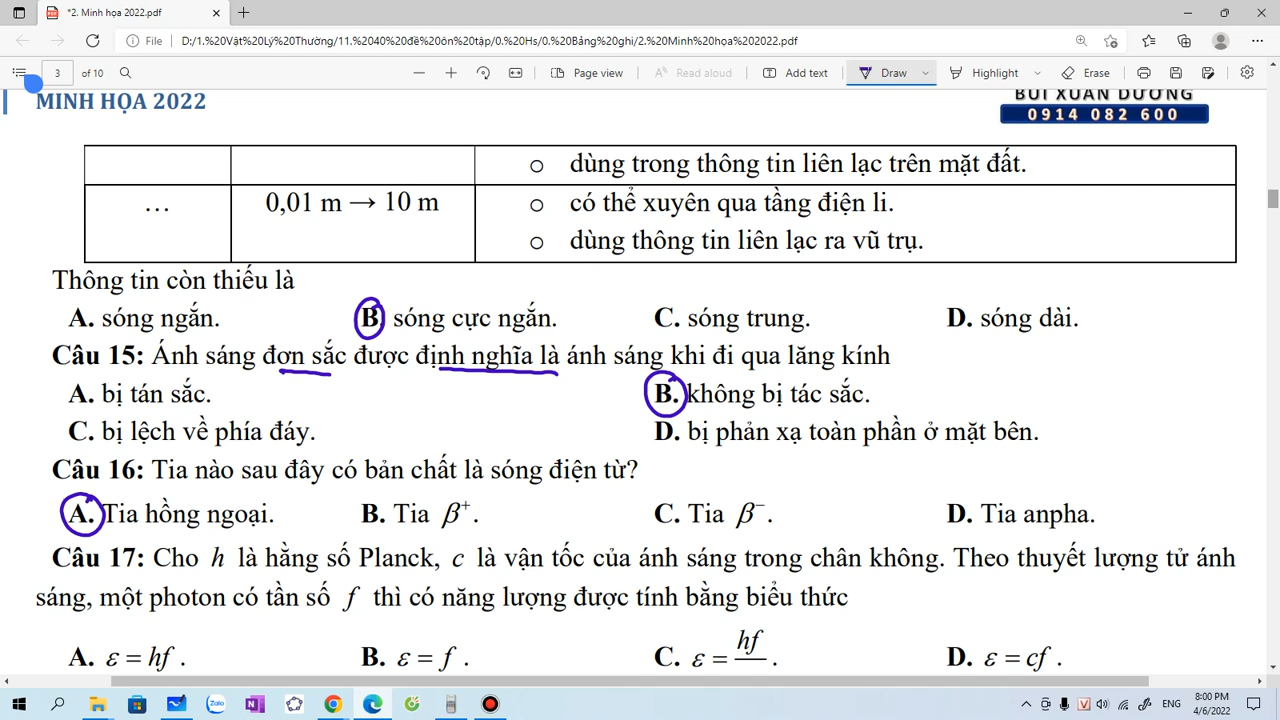 *2. Minh họa 2022.pdf
File D:/1.%20Vật%20Lý%20Thường/11.%2040%20đề%20ôn%20tập/0.%20Hs/0.%20Bảng%20ghi/2.%20Minh%20họa%202022.pdf
3 of 10 Page view Read aloud Add text Draw Highlight Erase
MINH HỌA 2022
BÙI XUÂN DƯƠNG
0914 082 600
o dùng trong thông tin liên lạc trên mặt đất.
… 0,01 m → 10 m o có thể xuyên qua tầng điện li.
o dùng thông tin liên lạc ra vũ trụ.
Thông tin còn thiếu là
A. sóng ngắn. B. sóng cực ngắn. C. sóng trung. D. sóng dài.
Câu 15: Ánh sáng đơn sắc được định nghĩa là ánh sáng khi đi qua lăng kính
A. bị tán sắc. B. không bị tác sắc.
C. bị lệch về phía đáy. D. bị phản xạ toàn phần ở mặt bên.
Câu 16: Tia nào sau đây có bản chất là sóng điện từ?
A. Tia hồng ngoại. B. Tia β⁺. C. Tia β⁻. D. Tia anpha.
Câu 17: Cho h là hằng số Planck, c là vận tốc của ánh sáng trong chân không. Theo thuyết lượng tử ánh
sáng, một photon có tần số f thì có năng lượng được tính bằng biểu thức
A. ε = hf . B. ε = f . C. ε = hf/ . D. ε = cf .
Zalo ENG 8:00 PM
4/6/2022